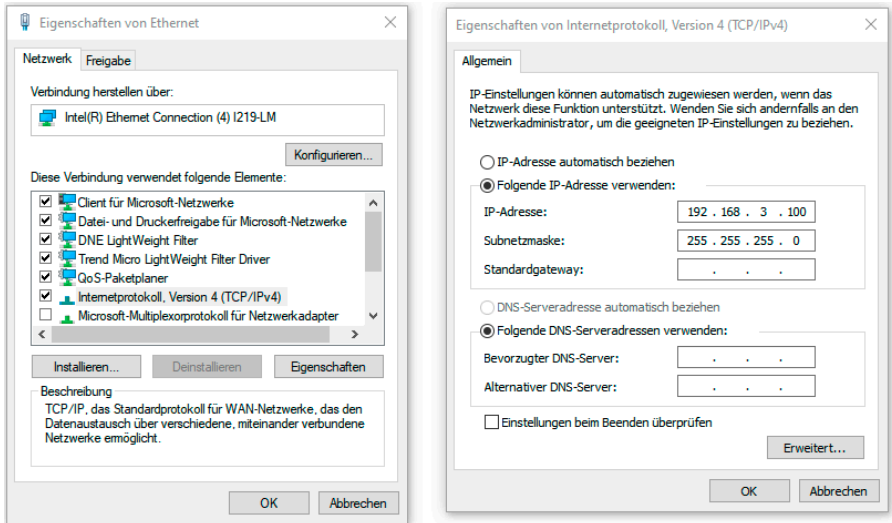 Eigenschaften von Ethernet
Netzwerk Freigabe
Verbindung herstellen über:
Intel(R) Ethernet Connection (4) I219-LM
Konfigurieren...
Diese Verbindung verwendet folgende Elemente:
Client für Microsoft-Netzwerke
Datei- und Druckerfreigabe für Microsoft-Netzwerke
DNE LightWeight Filter
Trend Micro LightWeight Filter Driver
QoS-Paketplaner
Internetprotokoll, Version 4 (TCP/IPv4)
Microsoft-Multiplexorprotokoll für Netzwerkadapter
Installieren... Deinstallieren Eigenschaften
Beschreibung
TCP/IP, das Standardprotokoll für WAN-Netzwerke, das den
Datenaustausch über verschiedene, miteinander verbundene
Netzwerke ermöglicht.
OK Abbrechen
Eigenschaften von Internetprotokoll, Version 4 (TCP/IPv4)
Allgemein
IP-Einstellungen können automatisch zugewiesen werden, wenn das
Netzwerk diese Funktion unterstützt. Wenden Sie sich andernfalls an den
Netzwerkadministrator, um die geeigneten IP-Einstellungen zu beziehen.
IP-Adresse automatisch beziehen
Folgende IP-Adresse verwenden:
IP-Adresse: 192 . 168 . 3 . 100
Subnetzmaske: 255 . 255 . 255 . 0
Standardgateway: . . .
DNS-Serveradresse automatisch beziehen
Folgende DNS-Serveradressen verwenden:
Bevorzugter DNS-Server: . . .
Alternativer DNS-Server: . . .
Einstellungen beim Beenden überprüfen
Erweitert...
OK Abbrechen